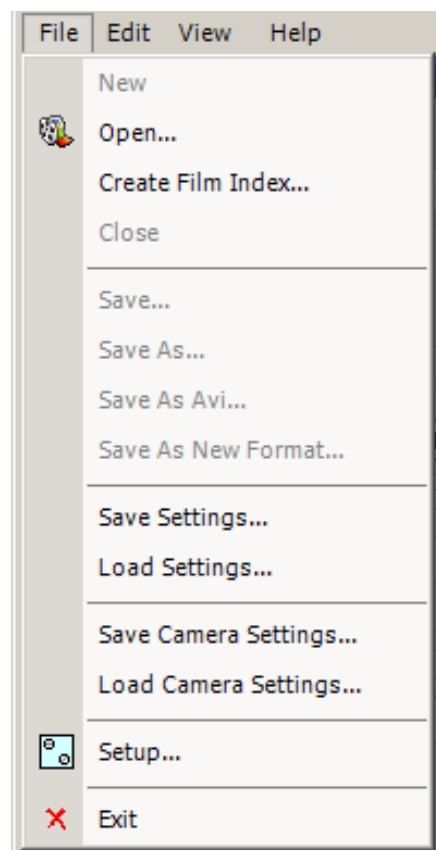 File Edit View Help
New
Open...
Create Film Index...
Close
Save...
Save As...
Save As Avi...
Save As New Format...
Save Settings...
Load Settings...
Save Camera Settings...
Load Camera Settings...
Setup...
Exit